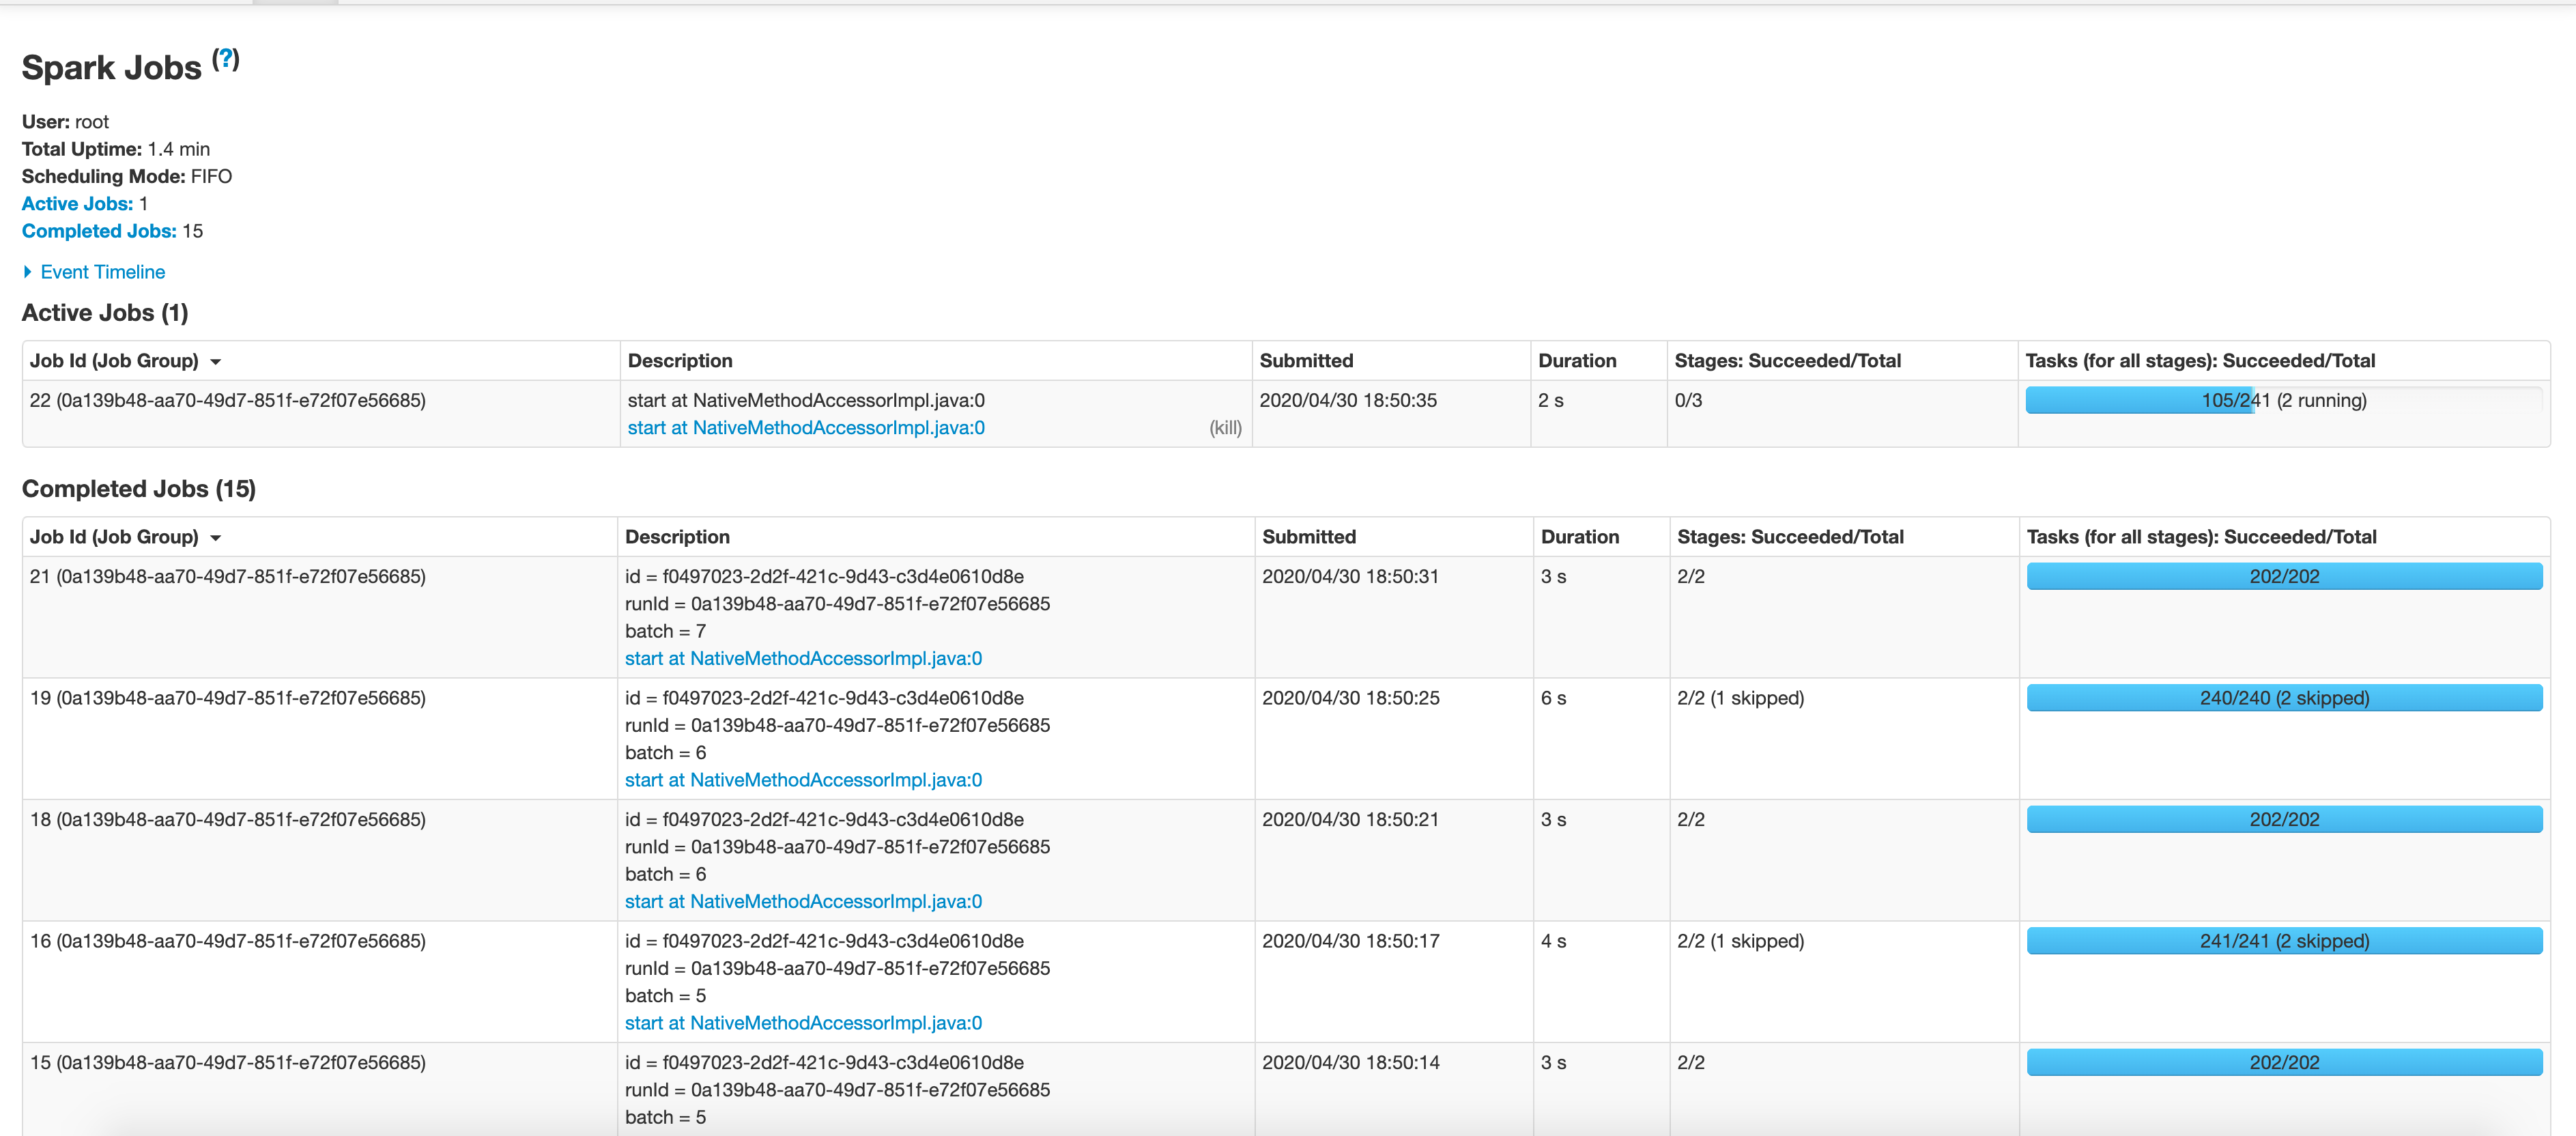 Spark Jobs (?)
User: root
Total Uptime: 1.4 min
Scheduling Mode: FIFO
Active Jobs: 1
Completed Jobs: 15
Event Timeline
Active Jobs (1)
Job Id (Job Group) Description Submitted Duration Stages: Succeeded/Total Tasks (for all stages): Succeeded/Total
22 (0a139b48-aa70-49d7-851f-e72f07e56685) start at NativeMethodAccessorImpl.java:0 2020/04/30 18:50:35 2 s 0/3 105/241 (2 running)
start at NativeMethodAccessorImpl.java:0 (kill)
Completed Jobs (15)
Job Id (Job Group) Description Submitted Duration Stages: Succeeded/Total Tasks (for all stages): Succeeded/Total
21 (0a139b48-aa70-49d7-851f-e72f07e56685) id = f0497023-2d2f-421c-9d43-c3d4e0610d8e 2020/04/30 18:50:31 3 s 2/2 202/202
runId = 0a139b48-aa70-49d7-851f-e72f07e56685
batch = 7
start at NativeMethodAccessorImpl.java:0
19 (0a139b48-aa70-49d7-851f-e72f07e56685) id = f0497023-2d2f-421c-9d43-c3d4e0610d8e 2020/04/30 18:50:25 6 s 2/2 (1 skipped) 240/240 (2 skipped)
runId = 0a139b48-aa70-49d7-851f-e72f07e56685
batch = 6
start at NativeMethodAccessorImpl.java:0
18 (0a139b48-aa70-49d7-851f-e72f07e56685) id = f0497023-2d2f-421c-9d43-c3d4e0610d8e 2020/04/30 18:50:21 3 s 2/2 202/202
runId = 0a139b48-aa70-49d7-851f-e72f07e56685
batch = 6
start at NativeMethodAccessorImpl.java:0
16 (0a139b48-aa70-49d7-851f-e72f07e56685) id = f0497023-2d2f-421c-9d43-c3d4e0610d8e 2020/04/30 18:50:17 4 s 2/2 (1 skipped) 241/241 (2 skipped)
runId = 0a139b48-aa70-49d7-851f-e72f07e56685
batch = 5
start at NativeMethodAccessorImpl.java:0
15 (0a139b48-aa70-49d7-851f-e72f07e56685) id = f0497023-2d2f-421c-9d43-c3d4e0610d8e 2020/04/30 18:50:14 3 s 2/2 202/202
runId = 0a139b48-aa70-49d7-851f-e72f07e56685
batch = 5